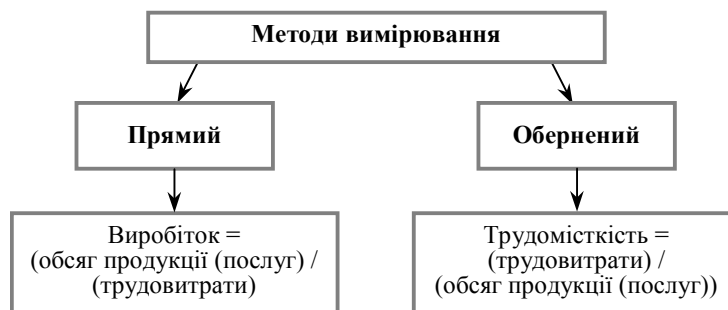 Методи вимірювання
Прямий
Обернений
Виробіток =
(обсяг продукції (послуг) /
(трудовитрати)
Трудомісткість =
(трудовитрати) /
(обсяг продукції (послуг))